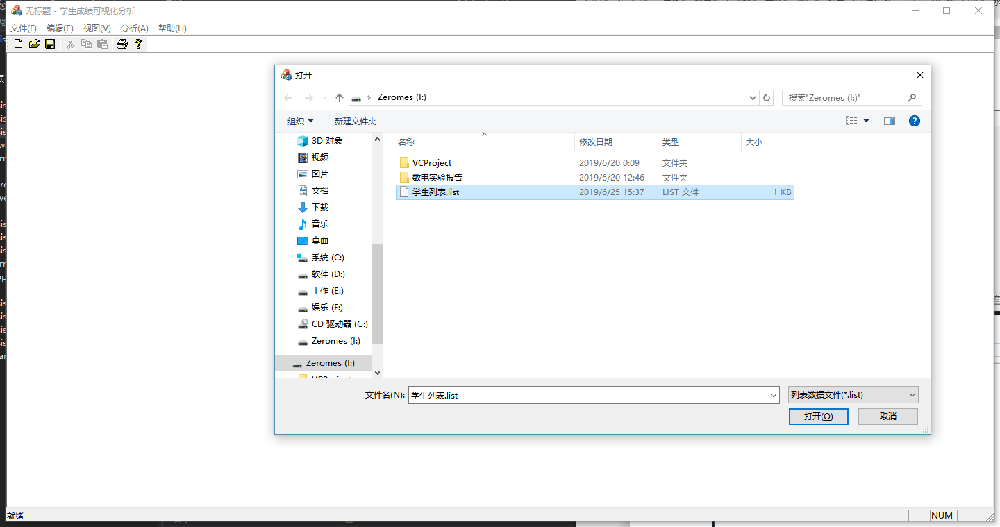 无标题 - 学生成绩可视化分析
文件(F) 编辑(E) 视图(V) 分析(A) 帮助(H)
打开
Zeromes (I:)
搜索"Zeromes (I:)"
组织 新建文件夹
名称 修改日期 类型 大小
3D 对象
视频
图片
文档
下载
音乐
桌面
系统 (C:)
软件 (D:)
工作 (E:)
娱乐 (F:)
CD 驱动器 (G:)
Zeromes (I:)
Zeromes (I:)
VCProject 2019/6/20 0:09 文件夹
数电实验报告 2019/6/20 12:46 文件夹
学生列表.list 2019/6/25 15:37 LIST 文件 1 KB
文件名(N): 学生列表.list 列表数据文件(*.list)
打开(O) 取消
就绪 NUM